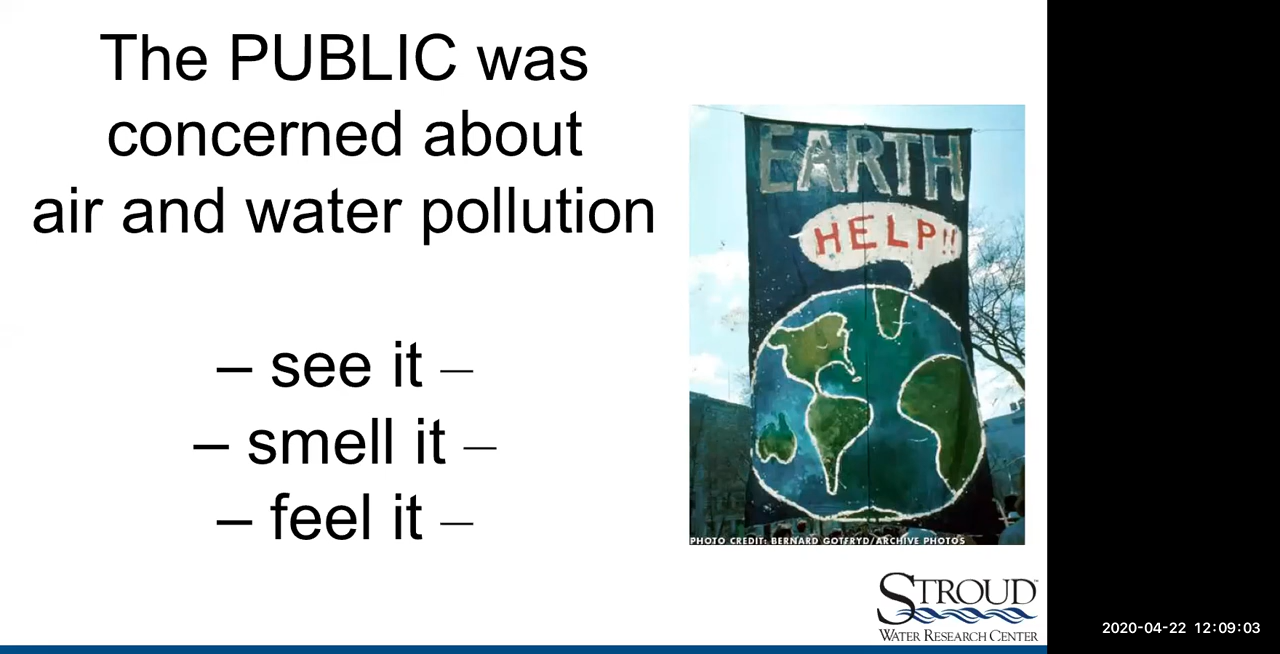 The PUBLIC was
concerned about
air and water pollution
– see it –
– smell it –
– feel it –
EARTH
HELP!!
PHOTO CREDIT: BERNARD GOTFRYD/ARCHIVE PHOTOS
STROUD™
WATER RESEARCH CENTER
2020-04-22 12:09:03